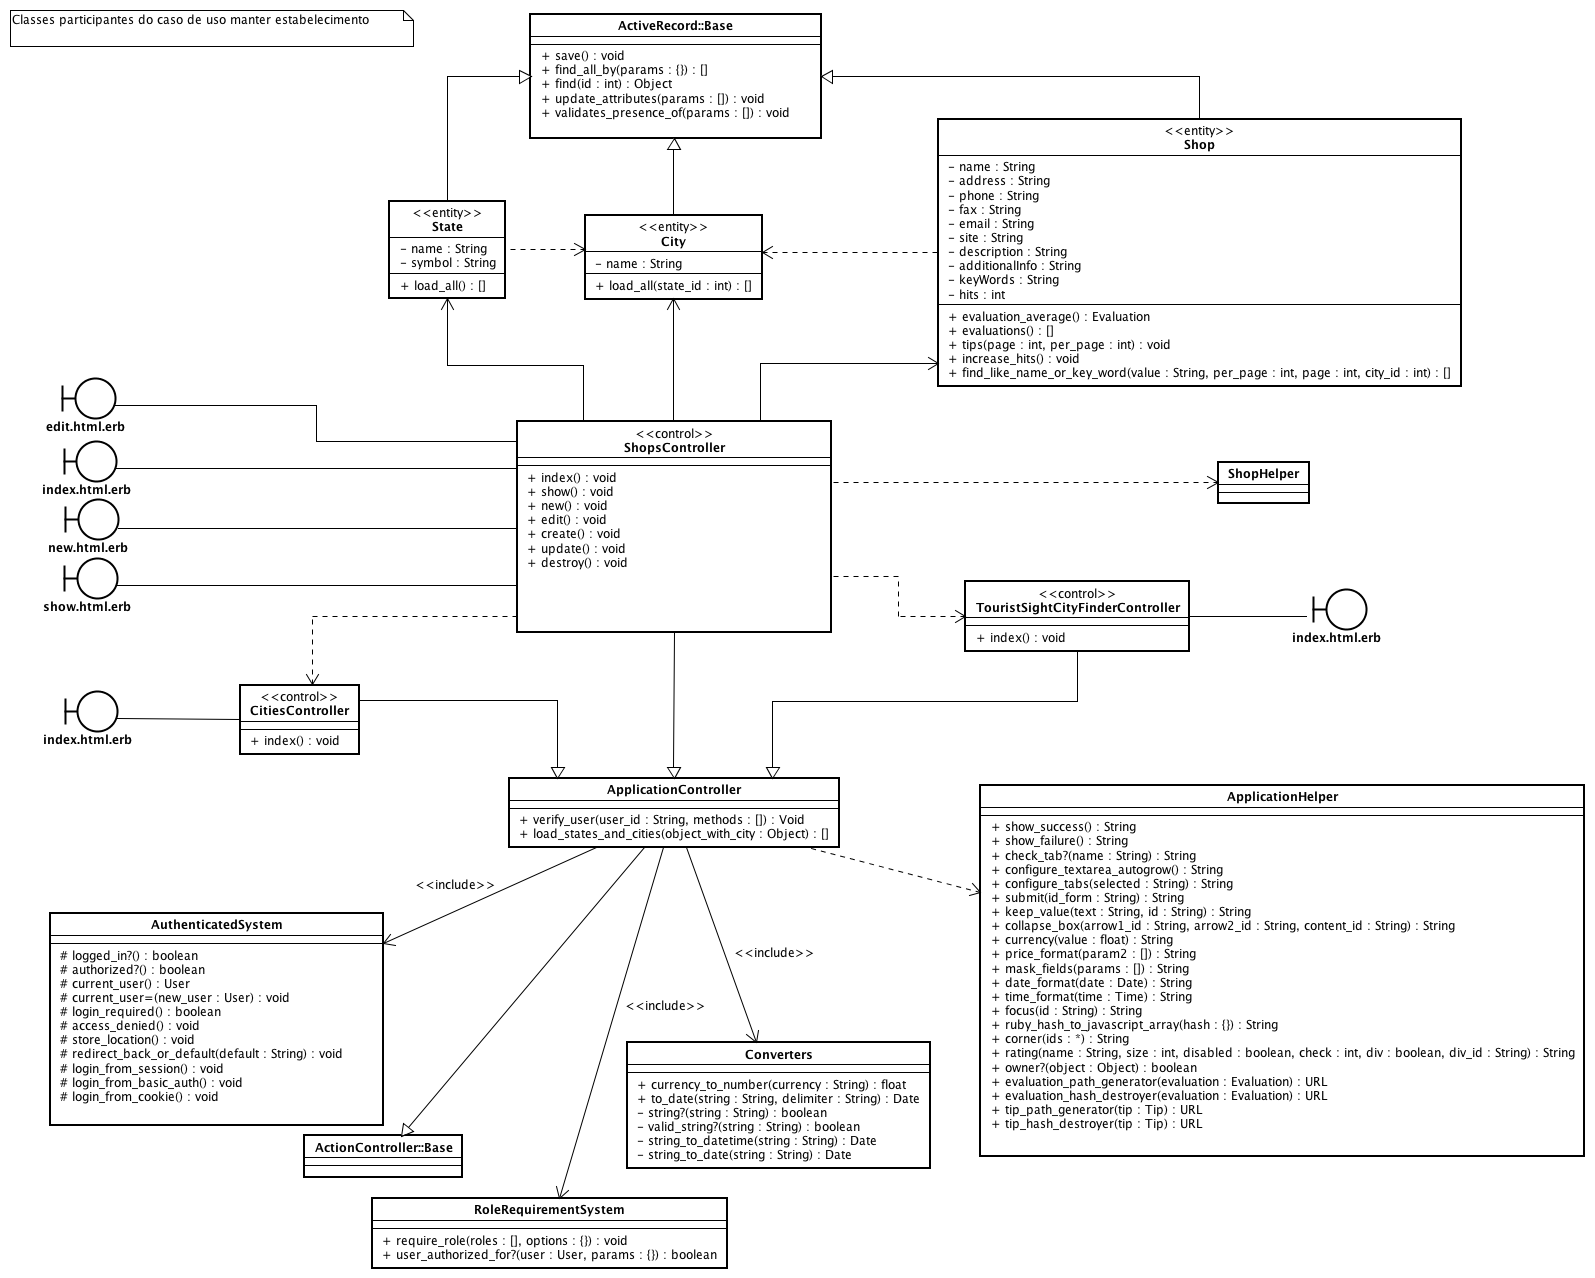 Classes participantes do caso de uso manter estabelecimento
ActiveRecord::Base
+ save() : void
+ find_all_by(params : {}) : []
+ find(id : int) : Object
+ update_attributes(params : []) : void
+ validates_presence_of(params : []) : void
<<entity>>
Shop
- name : String
- address : String
- phone : String
- fax : String
- email : String
- site : String
- description : String
- additionalInfo : String
- keyWords : String
- hits : int
+ evaluation_average() : Evaluation
+ evaluations() : []
+ tips(page : int, per_page : int) : void
+ increase_hits() : void
+ find_like_name_or_key_word(value : String, per_page : int, page : int, city_id : int) : []
<<entity>>
State
- name : String
- symbol : String
+ load_all() : []
<<entity>>
City
- name : String
+ load_all(state_id : int) : []
edit.html.erb
index.html.erb
new.html.erb
show.html.erb
<<control>>
ShopsController
+ index() : void
+ show() : void
+ new() : void
+ edit() : void
+ create() : void
+ update() : void
+ destroy() : void
ShopHelper
<<control>>
TouristSightCityFinderController
+ index() : void
index.html.erb
index.html.erb
<<control>>
CitiesController
+ index() : void
ApplicationController
+ verify_user(user_id : String, methods : []) : Void
+ load_states_and_cities(object_with_city : Object) : []
ApplicationHelper
+ show_success() : String
+ show_failure() : String
+ check_tab?(name : String) : String
+ configure_textarea_autogrow() : String
+ configure_tabs(selected : String) : String
+ submit(id_form : String) : String
+ keep_value(text : String, id : String) : String
+ collapse_box(arrow1_id : String, arrow2_id : String, content_id : String) : String
+ currency(value : float) : String
+ price_format(param2 : []) : String
+ mask_fields(params : []) : String
+ date_format(date : Date) : String
+ time_format(time : Time) : String
+ focus(id : String) : String
+ ruby_hash_to_javascript_array(hash : {}) : String
+ corner(ids : *) : String
+ rating(name : String, size : int, disabled : boolean, check : int, div : boolean, div_id : String) : String
+ owner?(object : Object) : boolean
+ evaluation_path_generator(evaluation : Evaluation) : URL
+ evaluation_hash_destroyer(evaluation : Evaluation) : URL
+ tip_path_generator(tip : Tip) : URL
+ tip_hash_destroyer(tip : Tip) : URL
<<include>>
<<include>>
<<include>>
AuthenticatedSystem
# logged_in?() : boolean
# authorized?() : boolean
# current_user() : User
# current_user=(new_user : User) : void
# login_required() : boolean
# access_denied() : void
# store_location() : void
# redirect_back_or_default(default : String) : void
# login_from_session() : void
# login_from_basic_auth() : void
# login_from_cookie() : void
Converters
+ currency_to_number(currency : String) : float
+ to_date(string : String, delimiter : String) : Date
- string?(string : String) : boolean
- valid_string?(string : String) : boolean
- string_to_datetime(string : String) : Date
- string_to_date(string : String) : Date
ActionController::Base
RoleRequirementSystem
+ require_role(roles : [], options : {}) : void
+ user_authorized_for?(user : User, params : {}) : boolean